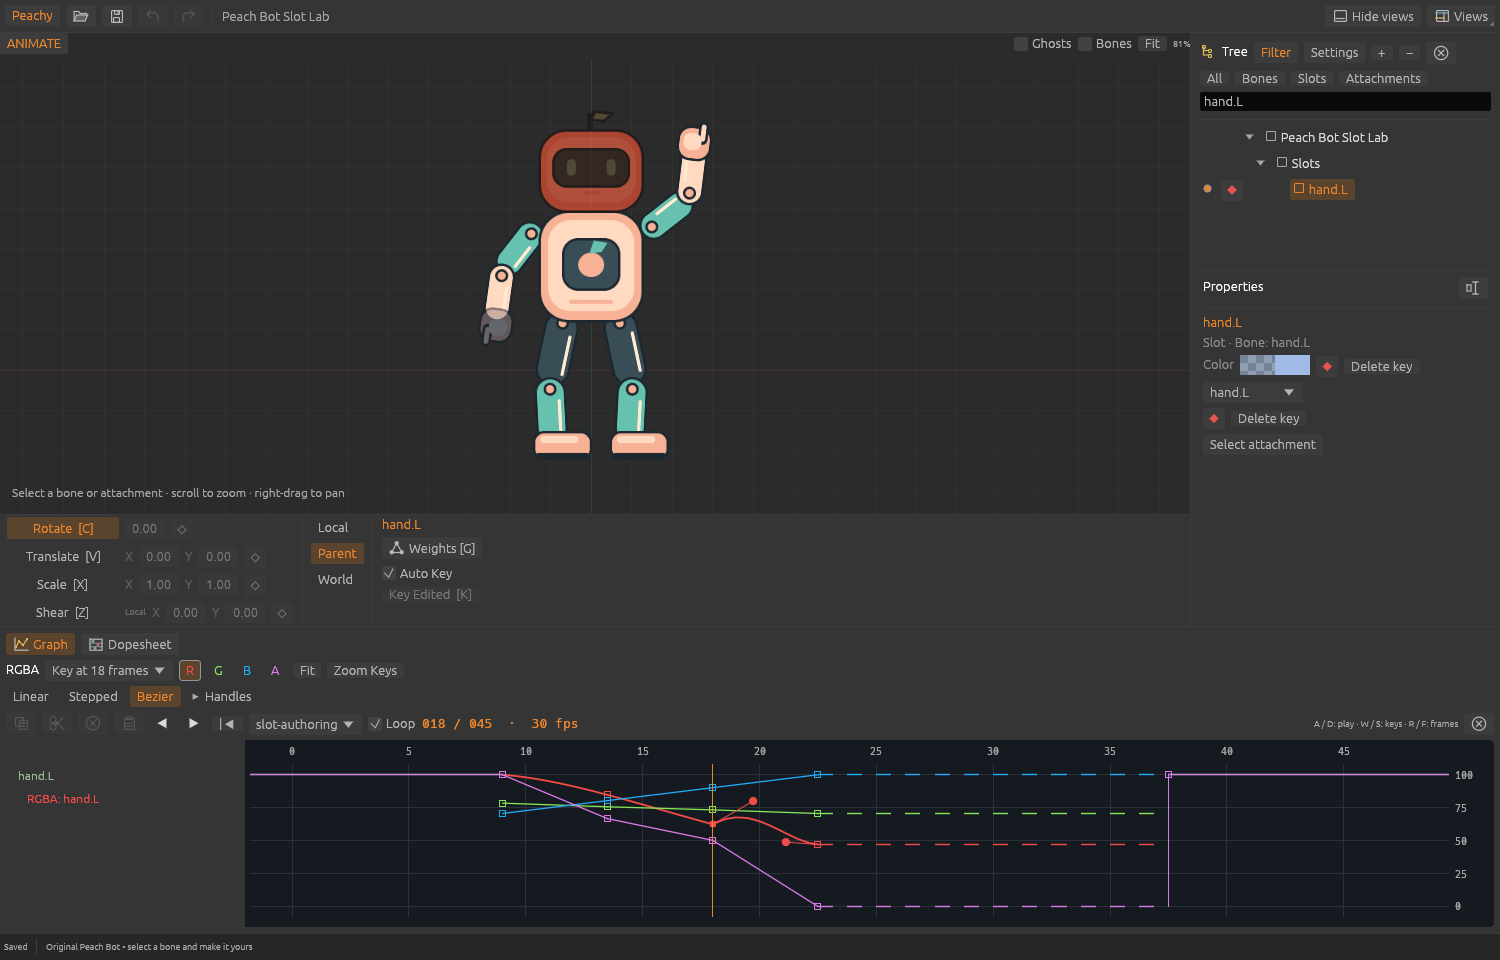 Peachy
Peach Bot Slot Lab
Hide views
Views
ANIMATE
Ghosts
Bones
Fit
81%
Tree
Filter
Settings
+
−
All
Bones
Slots
Attachments
hand.L
Peach Bot Slot Lab
Slots
hand.L
Properties
hand.L
Slot · Bone: hand.L
Color
Delete key
hand.L
Delete key
Select attachment
Select a bone or attachment · scroll to zoom · right-drag to pan
Rotate [C]
0.00
Translate [V]
X 0.00 Y 0.00
Scale [X]
X 1.00 Y 1.00
Shear [Z]
Local X 0.00 Y 0.00
Local
Parent
World
hand.L
Weights [G]
Auto Key
Key Edited [K]
Graph
Dopesheet
RGBA
Key at 18 frames
R
G
B
A
Fit
Zoom Keys
Linear
Stepped
Bezier
Handles
slot-authoring
Loop
018 / 045 · 30 fps
A / D: play · W / S: keys · R / F: frames
0 5 10 15 20 25 30 35 40 45
hand.L
RGBA: hand.L
100
75
50
25
0
Saved
Original Peach Bot • select a bone and make it yours